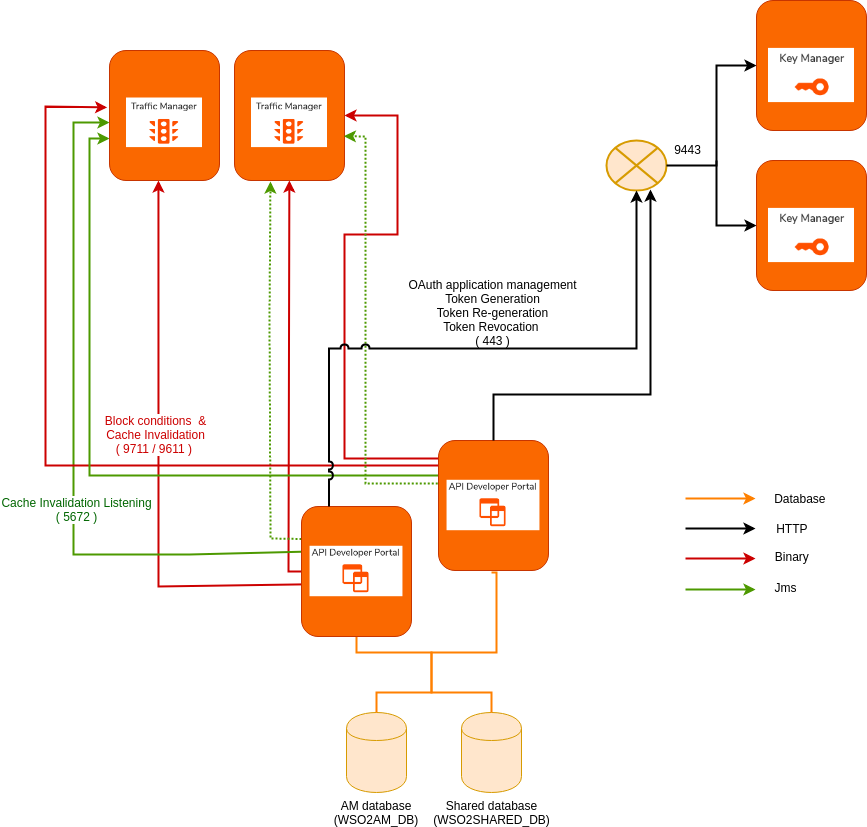 Traffic Manager
Traffic Manager
Key Manager
9443
Key Manager
OAuth application management
Token Generation
Token Re-generation
Token Revocation
( 443 )
Block conditions  &
Cache Invalidation
( 9711 / 9611 )
Cache Invalidation Listening
( 5672 )
API Developer Portal
API Developer Portal
Database
HTTP
Binary
Jms
AM database
(WSO2AM_DB)
Shared database
(WSO2SHARED_DB)